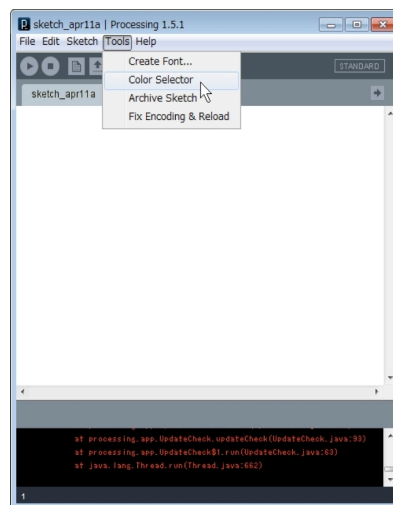 sketch_apr11a | Processing 1.5.1
File Edit Sketch Tools Help
Create Font...
STANDARD
Color Selector
sketch_apr11a
Archive Sketch
Fix Encoding & Reload
at processing.app.UpdateCheck.updateCheck(UpdateCheck.java:93)
at processing.app.UpdateCheck$1.run(UpdateCheck.java:63)
at java.lang.Thread.run(Thread.java:662)
1